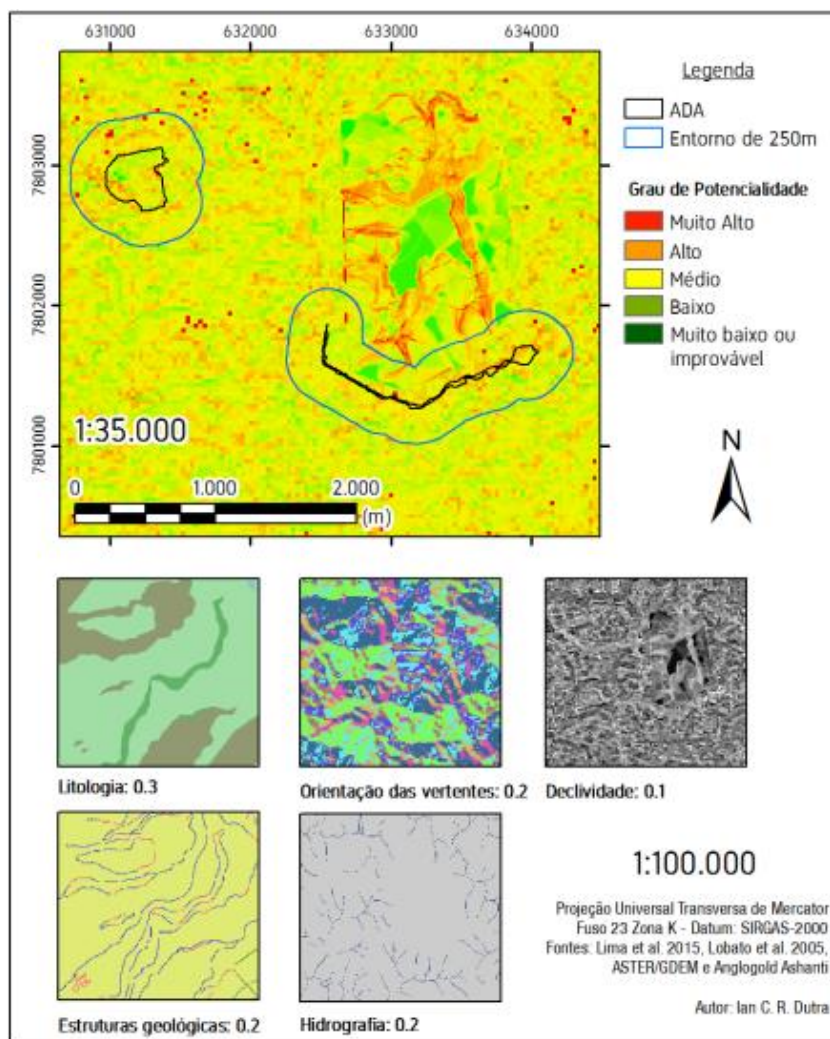 631000 632000 633000 634000
7803000
7802000
7801000
1:35.000
0 1.000 2.000
(m)
Legenda
ADA
Entorno de 250m
Grau de Potencialidade
Muito Alto
Alto
Médio
Baixo
Muito baixo ou
improvável
N
Litologia: 0.3
Orientação das vertentes: 0.2
Declividade: 0.1
Estruturas geológicas: 0.2
Hidrografia: 0.2
1:100.000
Projeção Universal Transversa de Mercator
Fuso 23 Zona K - Datum: SIRGAS-2000
Fontes: Lima et al. 2015, Lobato et al. 2005,
ASTER/GDEM e Anglogold Ashanti
Autor: Ian C. R. Dutra